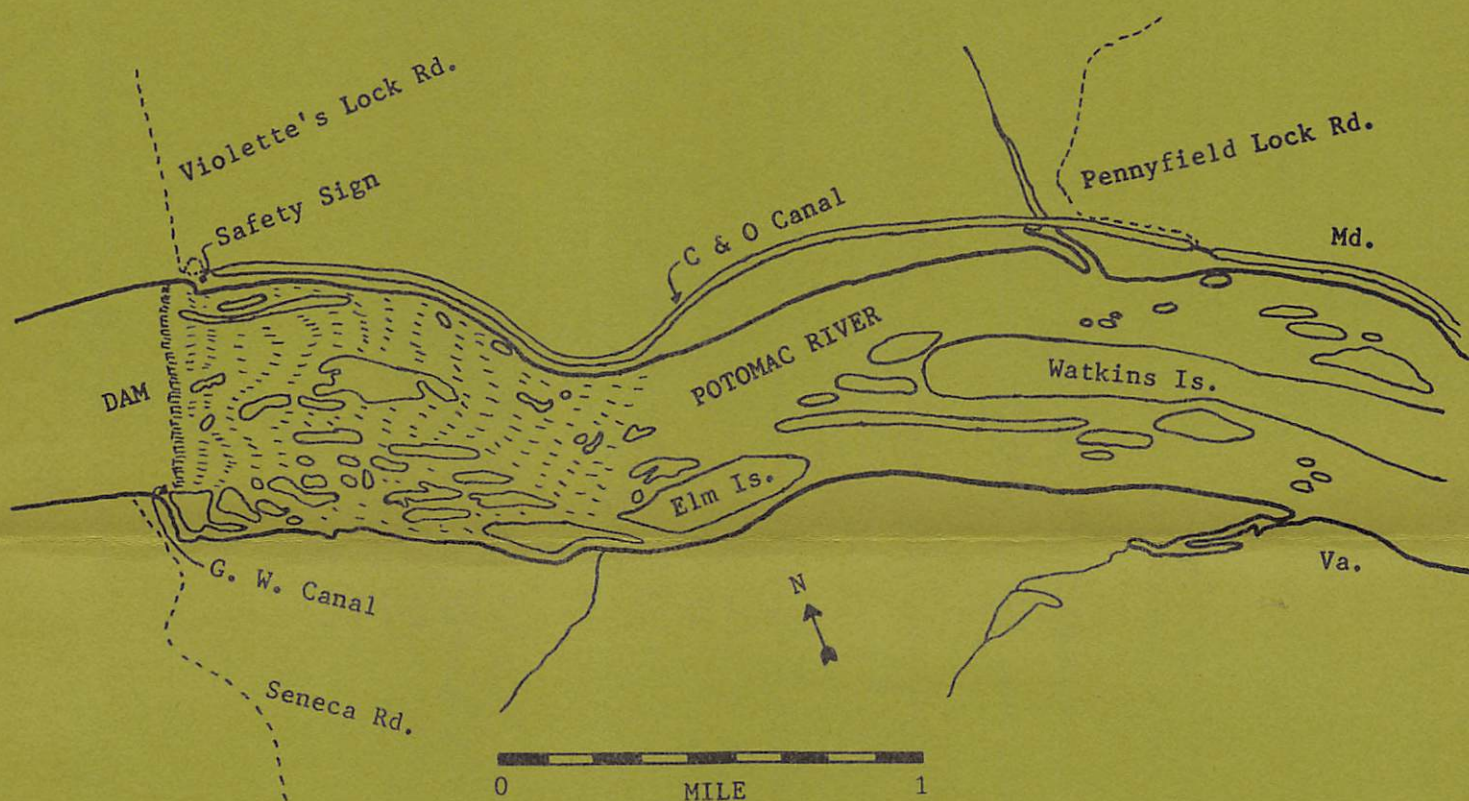 Violette's Lock Rd.
Safety Sign
C & O Canal
Pennyfield Lock Rd.
Md.
DAM
POTOMAC RIVER
Watkins Is.
Elm Is.
G. W. Canal
Va.
N
Seneca Rd.
0 MILE 1